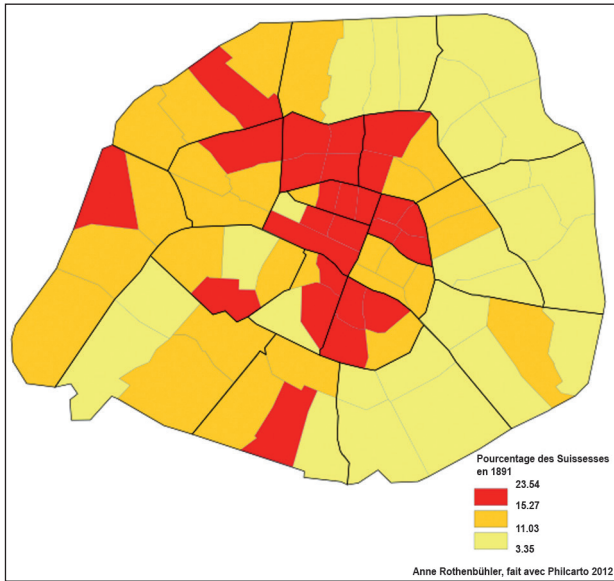 Pourcentage des Suissesses
en 1891
23.54
15.27
11.03
3.35
Anne Rothenbühler, fait avec Philcarto 2012